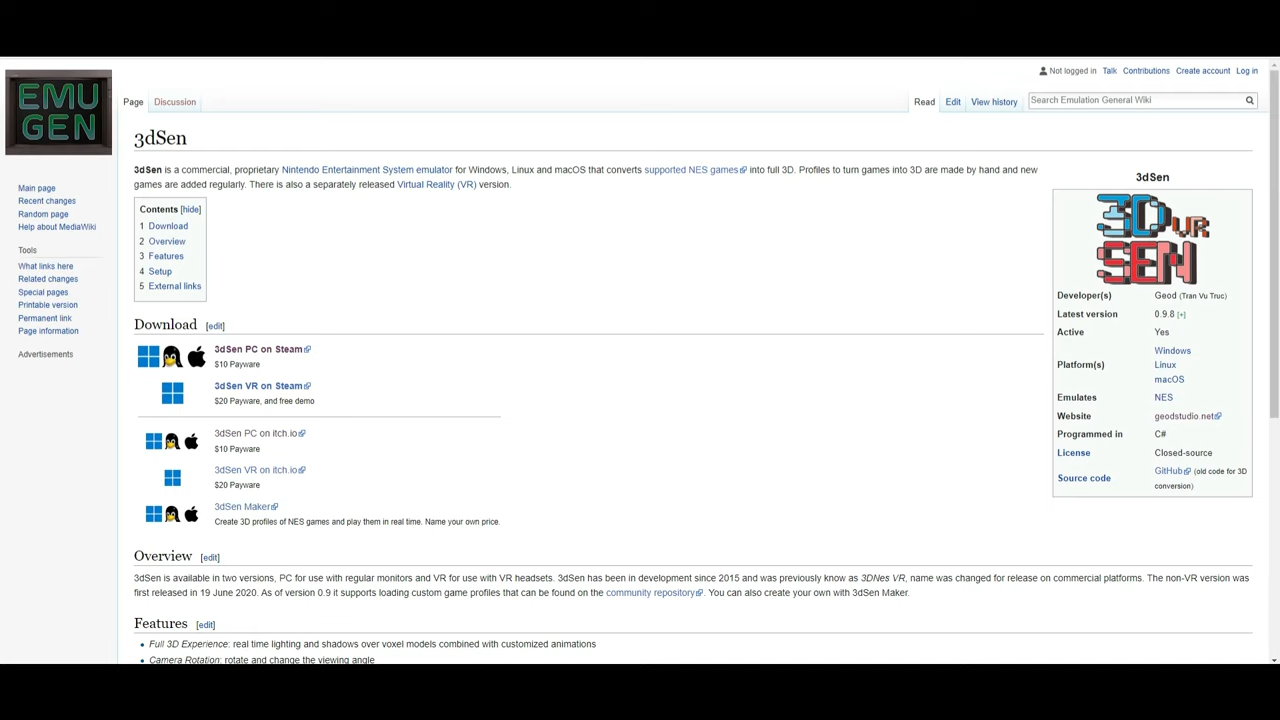 Not logged in Talk Contributions Create account Log in
EMU
GEN
Page Discussion Read Edit View history Search Emulation General Wiki
3dSen
3dSen is a commercial, proprietary Nintendo Entertainment System emulator for Windows, Linux and macOS that converts supported NES games into full 3D. Profiles to turn games into 3D are made by hand and new
games are added regularly. There is also a separately released Virtual Reality (VR) version.
Main page
Recent changes
Random page
Help about MediaWiki
Tools
What links here
Related changes
Special pages
Printable version
Permanent link
Page information
Advertisements
Contents [hide]
1 Download
2 Overview
3 Features
4 Setup
5 External links
3dSen
3D VR
SEN
Developer(s) Geod (Tran Vu Truc)
Latest version 0.9.8 [+]
Active Yes
Platform(s) Windows
Linux
macOS
Emulates NES
Website geodstudio.net
Programmed in C#
License Closed-source
Source code GitHub (old code for 3D
conversion)
Download [edit]
3dSen PC on Steam
$10 Payware
3dSen VR on Steam
$20 Payware, and free demo
3dSen PC on itch.io
$10 Payware
3dSen VR on itch.io
$20 Payware
3dSen Maker
Create 3D profiles of NES games and play them in real time. Name your own price.
Overview [edit]
3dSen is available in two versions, PC for use with regular monitors and VR for use with VR headsets. 3dSen has been in development since 2015 and was previously know as 3DNes VR, name was changed for release on commercial platforms. The non-VR version was
first released in 19 June 2020. As of version 0.9 it supports loading custom game profiles that can be found on the community repository. You can also create your own with 3dSen Maker.
Features [edit]
Full 3D Experience: real time lighting and shadows over voxel models combined with customized animations
Camera Rotation: rotate and change the viewing angle